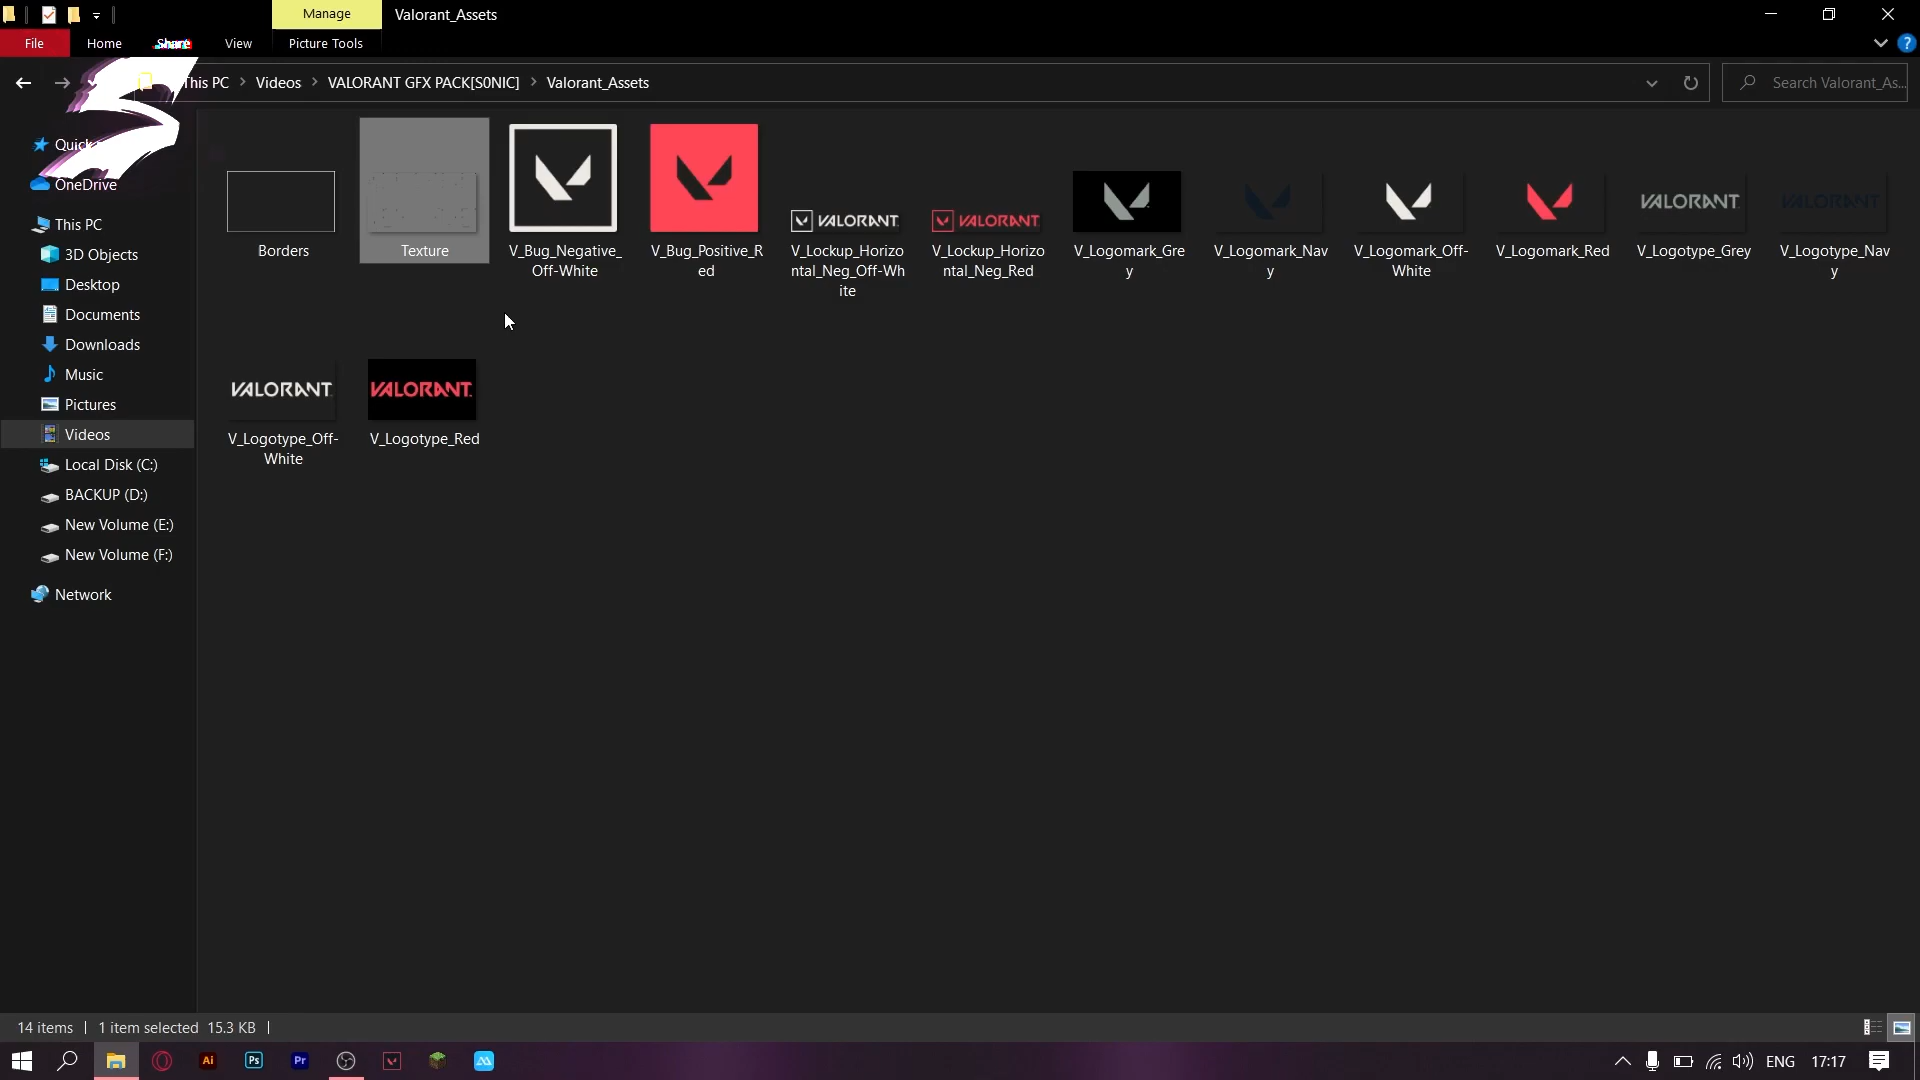 Manage
Valorant_Assets
File
Home
Share
View
Picture Tools
This PC
Videos
VALORANT GFX PACK[S0NIC]
Valorant_Assets
Search Valorant_As...
Quick
OneDrive
This PC
3D Objects
Desktop
Documents
Downloads
Music
Pictures
Videos
Local Disk (C:)
BACKUP (D:)
New Volume (E:)
New Volume (F:)
Network
VALORANT
VALORANT
VALORANT
VALORANT
Borders
Texture
V_Bug_Negative_
Off-White
V_Bug_Positive_R
ed
V_Lockup_Horizo
ntal_Neg_Off-Wh
ite
V_Lockup_Horizo
ntal_Neg_Red
V_Logomark_Gre
y
V_Logomark_Nav
y
V_Logomark_Off-
White
V_Logomark_Red
V_Logotype_Grey
V_Logotype_Nav
y
VALORANT
VALORANT
V_Logotype_Off-
White
V_Logotype_Red
14 items
1 item selected 15.3 KB
Ai
Ps
Pr
ENG
17:17